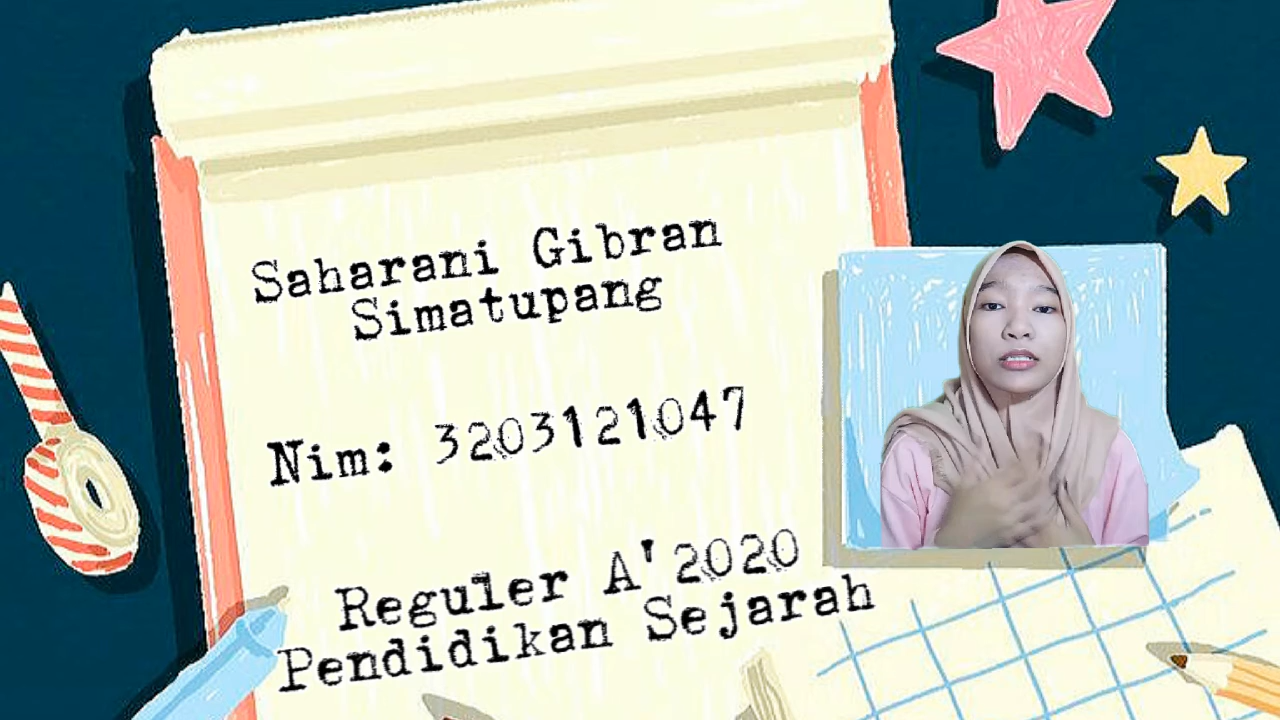 Saharani Gibran
Simatupang
Nim: 3203121047
Reguler A'2020
Pendidikan Sejarah